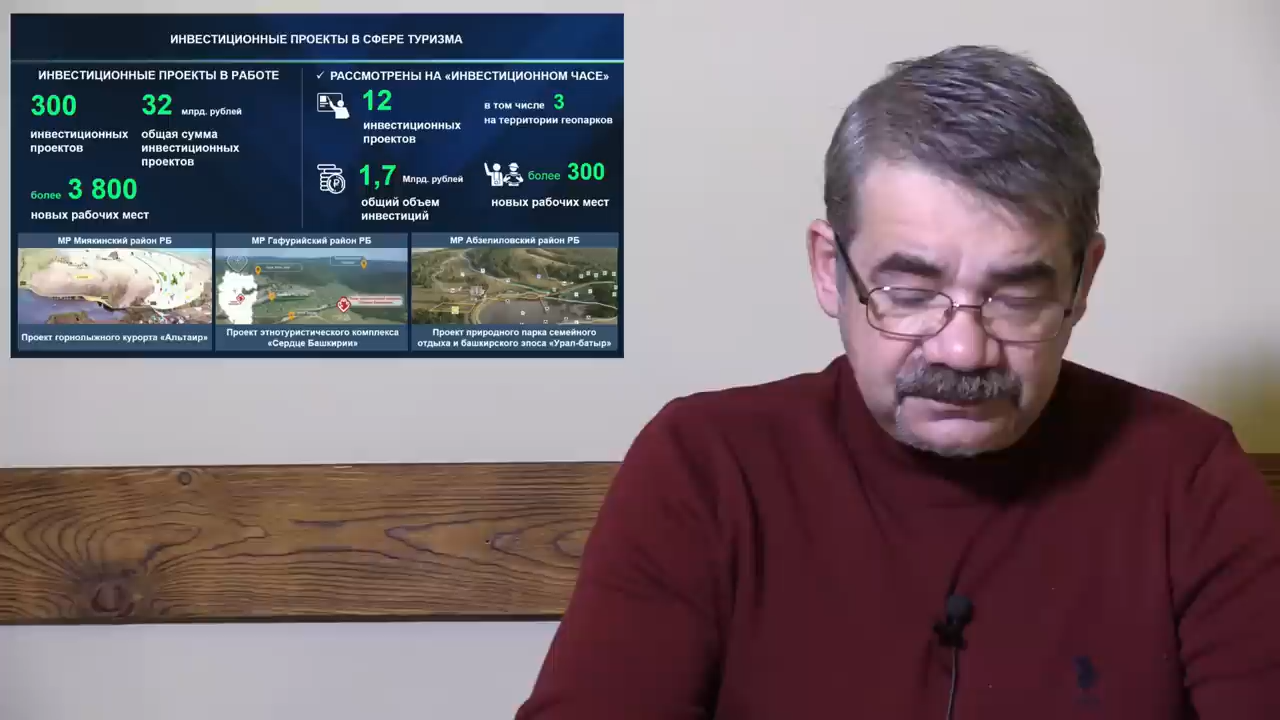 ИНВЕСТИЦИОННЫЕ ПРОЕКТЫ В СФЕРЕ ТУРИЗМА
ИНВЕСТИЦИОННЫЕ ПРОЕКТЫ В РАБОТЕ
300
инвестиционных
проектов
32 млрд. рублей
общая сумма
инвестиционных
проектов
более 3 800
новых рабочих мест
✓ РАССМОТРЕНЫ НА «ИНВЕСТИЦИОННОМ ЧАСЕ»
12
инвестиционных
проектов
в том числе 3
на территории геопарков
1,7 Млрд. рублей
общий объем
инвестиций
более 300
новых рабочих мест
МР Миякинский район РБ
Проект горнолыжного курорта «Альтаир»
МР Гафурийский район РБ
Проект этнотуристического комплекса
«Сердце Башкирии»
МР Абзелиловский район РБ
Проект природного парка семейного
отдыха и башкирского эпоса «Урал-батыр»